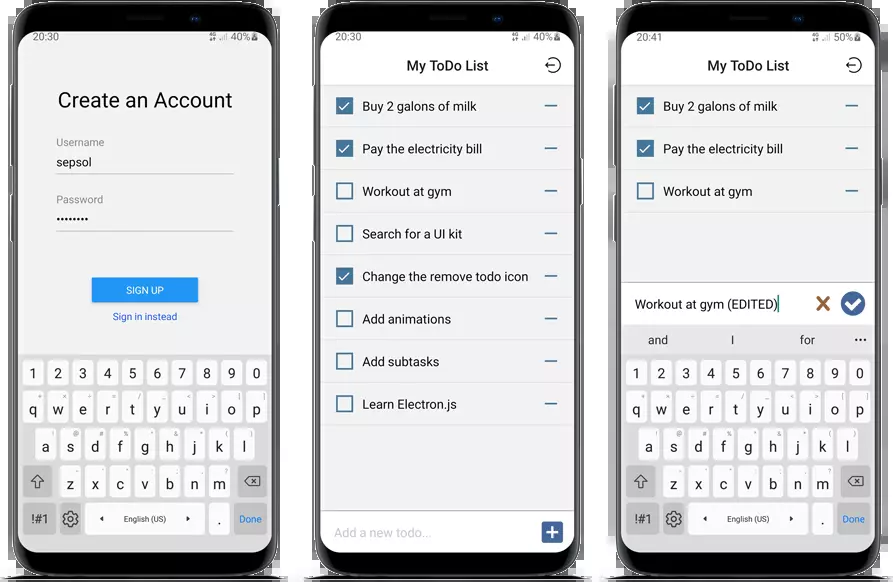 20:30 4G 40%
Create an Account
Username
sepsol
Password
••••••••
SIGN UP
Sign in instead
1 2 3 4 5 6 7 8 9 0
q w e r t y u i o p
a s d f g h j k l
z x c v b n m
!#1 English (US) . Done
20:30 4G 40%
My ToDo List
Buy 2 galons of milk
Pay the electricity bill
Workout at gym
Search for a UI kit
Change the remove todo icon
Add animations
Add subtasks
Learn Electron.js
Add a new todo...
20:41 4G 50%
My ToDo List
Buy 2 galons of milk
Pay the electricity bill
Workout at gym
Workout at gym (EDITED)
and I for ...
1 2 3 4 5 6 7 8 9 0
q w e r t y u i o p
a s d f g h j k l
z x c v b n m
!#1 English (US) . Done